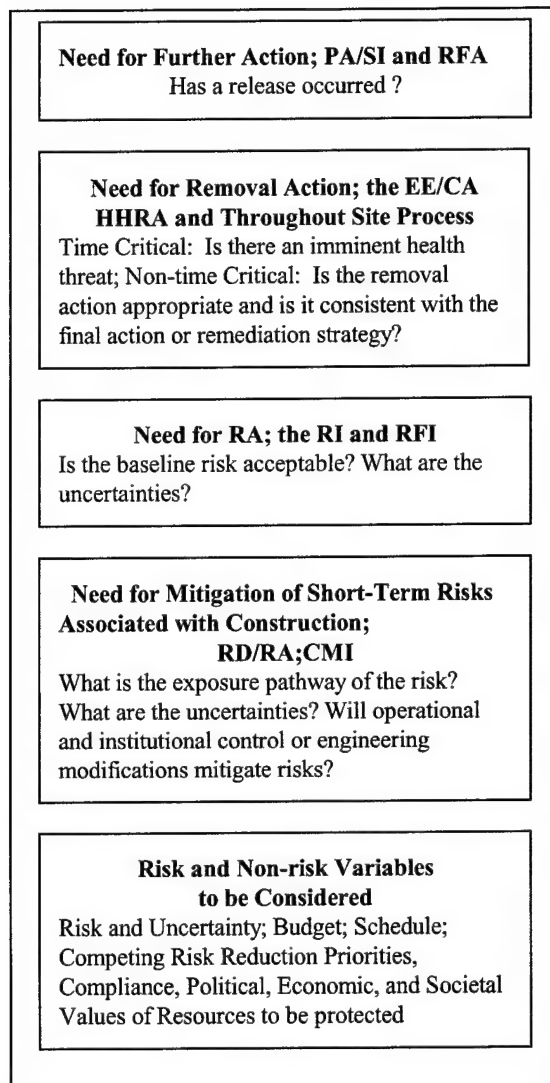 Need for Further Action; PA/SI and RFA
Has a release occurred ?
Need for Removal Action; the EE/CA
HHRA and Throughout Site Process
Time Critical: Is there an imminent health
threat; Non-time Critical: Is the removal
action appropriate and is it consistent with the
final action or remediation strategy?
Need for RA; the RI and RFI
Is the baseline risk acceptable? What are the
uncertainties?
Need for Mitigation of Short-Term Risks
Associated with Construction;
RD/RA;CMI
What is the exposure pathway of the risk?
What are the uncertainties? Will operational
and institutional control or engineering
modifications mitigate risks?
Risk and Non-risk Variables
to be Considered
Risk and Uncertainty; Budget; Schedule;
Competing Risk Reduction Priorities,
Compliance, Political, Economic, and Societal
Values of Resources to be protected